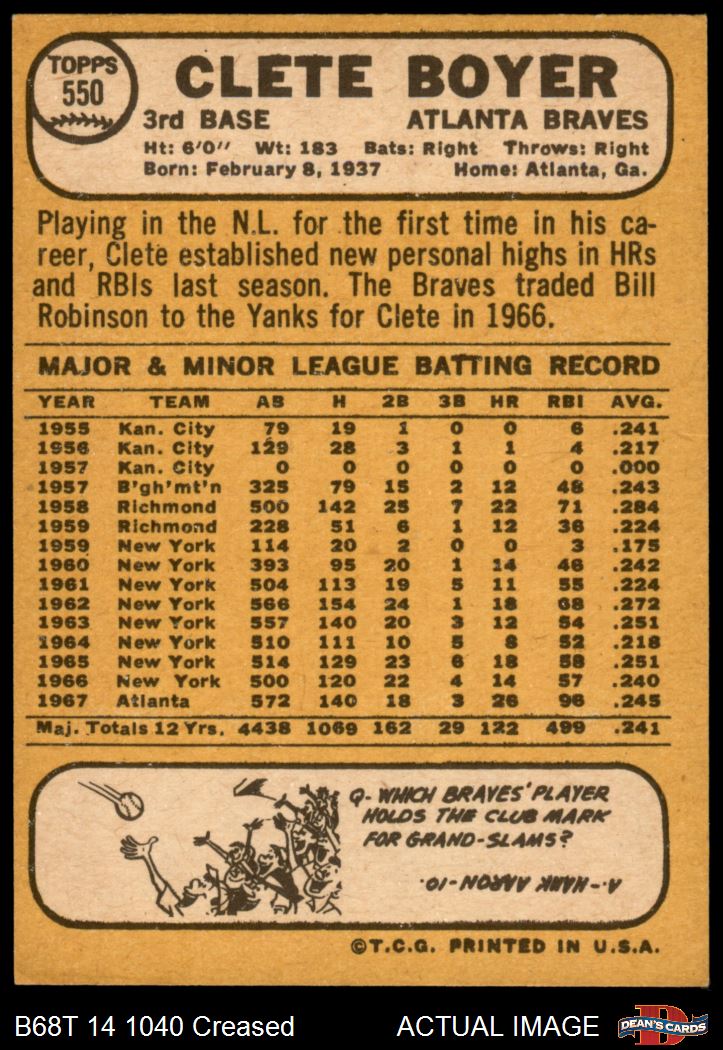 TOPPS
550
CLETE BOYER
3rd BASE ATLANTA BRAVES
Ht: 6'0" Wt: 183 Bats: Right Throws: Right
Born: February 8, 1937 Home: Atlanta, Ga.
Playing in the N.L. for the first time in his ca-
reer, Clete established new personal highs in HRs
and RBIs last season. The Braves traded Bill
Robinson to the Yanks for Clete in 1966.
MAJOR & MINOR LEAGUE BATTING RECORD
YEAR TEAM AB H 2B 3B HR RBI AVG.
1955 Kan. City 79 19 1 0 0 6 .241
1956 Kan. City 129 28 3 1 1 4 .217
1957 Kan. City 0 0 0 0 0 0 .000
1957 B'gh'mt'n 325 79 15 2 12 48 .243
1958 Richmond 500 142 25 7 22 71 .284
1959 Richmond 228 51 6 1 12 36 .224
1959 New York 114 20 2 0 0 3 .175
1960 New York 393 95 20 1 14 46 .242
1961 New York 504 113 19 5 11 55 .224
1962 New York 566 154 24 1 18 68 .272
1963 New York 557 140 20 3 12 54 .251
1964 New York 510 111 10 5 8 52 .218
1965 New York 514 129 23 6 18 58 .251
1966 New York 500 120 22 4 14 57 .240
1967 Atlanta 572 140 18 3 26 96 .245
Maj. Totals 12 Yrs. 4438 1069 162 29 122 499 .241
Q-WHICH BRAVES' PLAYER
HOLDS THE CLUB MARK
FOR GRAND-SLAMS?
A--HANK AARON-10.
©T.C.G. PRINTED IN U.S.A.
B68T 14 1040 Creased ACTUAL IMAGE
D
DEAN'S CARDS